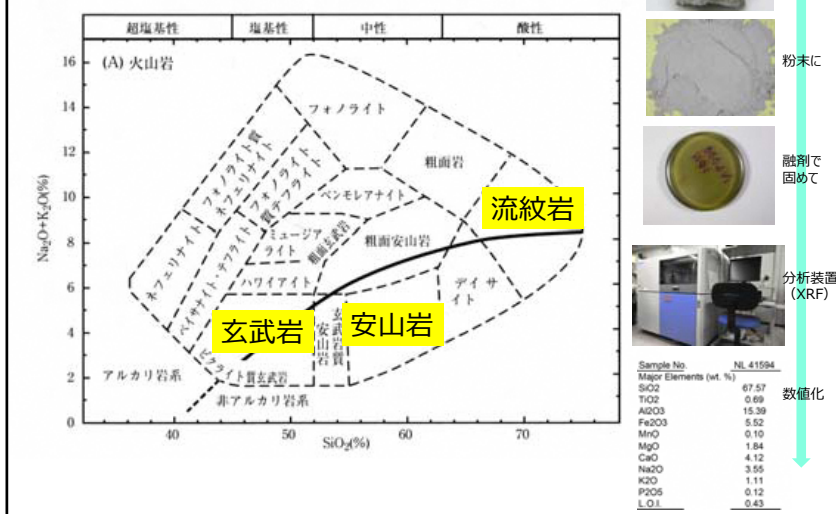 超塩基性 塩基性 中性 酸性
(A) 火山岩
Na2O+K2O(%)
16
14
12
10
8
6
4
2
0
フォノライト
フォノライト質
ネフェリナイト
フォノライト
質テフライト
粗面岩
ベンモレアナイト
流紋岩
ミュージア
ライト
粗面玄武岩
粗面安山岩
ネフェリナイト
ベイサナイト・テフライト
ハワイアイト
デイサ
イト
玄武岩
玄武岩質
安山岩
安山岩
ピクライト質玄武岩
アルカリ岩系
非アルカリ岩系
40 50 60 70
SiO2(%)
粉末に
融剤で
固めて
分析装置
(XRF)
数値化
Sample No. NL 41594
Major Elements (wt. %)
SiO2 67.57
TiO2 0.69
Al2O3 15.39
Fe2O3 5.52
MnO 0.10
MgO 1.84
CaO 4.12
Na2O 3.55
K2O 1.11
P2O5 0.12
L.O.I. 0.43